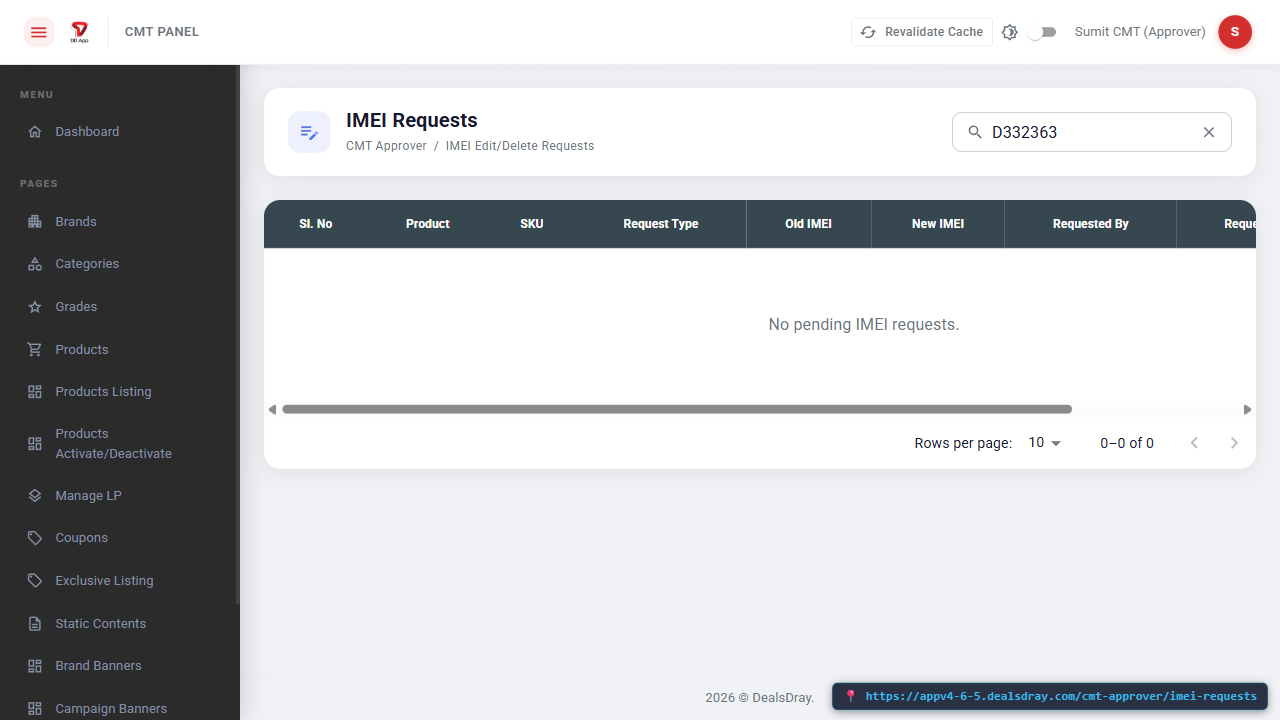 DD App
CMT PANEL
Revalidate Cache
Sumit CMT (Approver)
S
MENU
Dashboard
PAGES
Brands
Categories
Grades
Products
Products Listing
Products
Activate/Deactivate
Manage LP
Coupons
Exclusive Listing
Static Contents
Brand Banners
Campaign Banners
IMEI Requests
CMT Approver / IMEI Edit/Delete Requests
D332363
Sl. No Product SKU Request Type Old IMEI New IMEI Requested By Reque
No pending IMEI requests.
Rows per page: 10 0–0 of 0
2026 © DealsDray.
https://appv4-6-5.dealsdray.com/cmt-approver/imei-requests